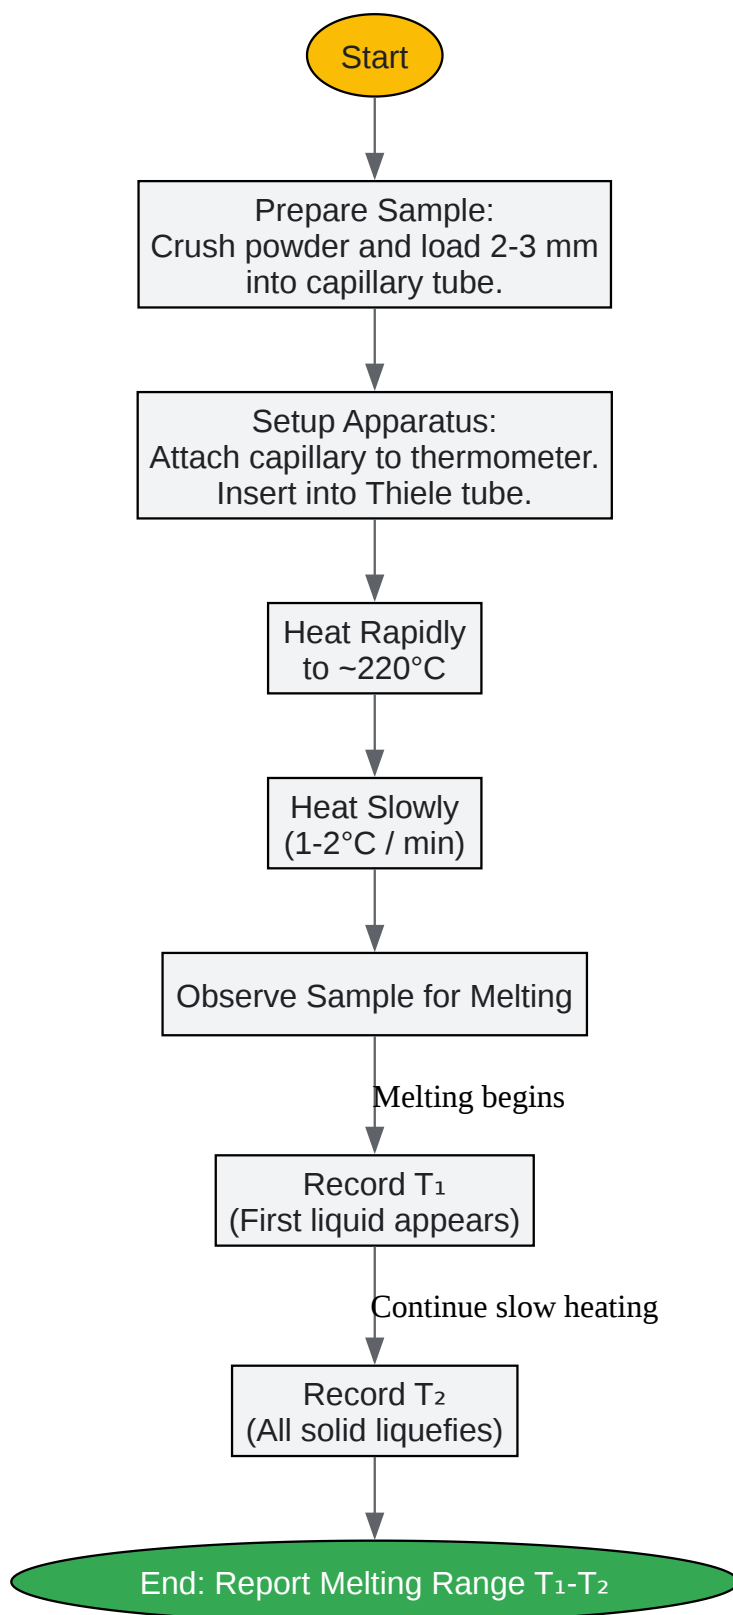 Start
Prepare Sample:
Crush powder and load 2-3 mm
into capillary tube.
Setup Apparatus:
Attach capillary to thermometer.
Insert into Thiele tube.
Heat Rapidly
to ~220°C
Heat Slowly
(1-2°C / min)
Observe Sample for Melting
Melting begins
Record T₁
(First liquid appears)
Continue slow heating
Record T₂
(All solid liquefies)
End: Report Melting Range T₁-T₂